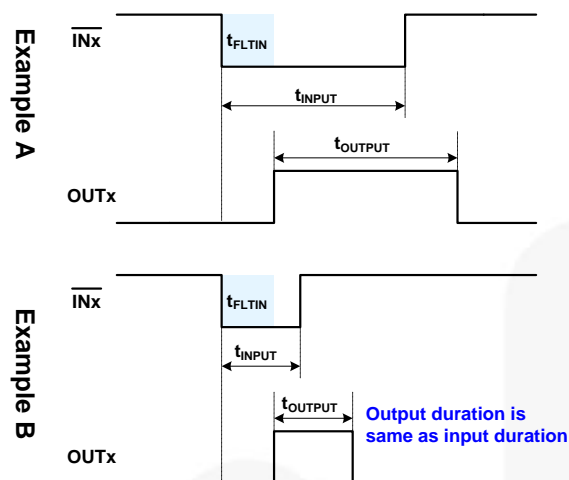 Example A
INx
tFLTIN
tINPUT
tOUTPUT
OUTx
Example B
INx
tFLTIN
tINPUT
tOUTPUT
Output duration is
same as input duration
OUTx